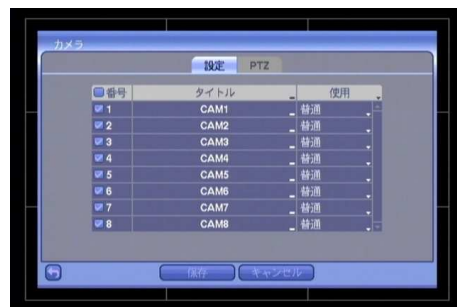 カメラ
設定 PTZ
番号 タイトル 使用
1 CAM1 普通
2 CAM2 普通
3 CAM3 普通
4 CAM4 普通
5 CAM5 普通
6 CAM6 普通
7 CAM7 普通
8 CAM8 普通
保存 キャンセル